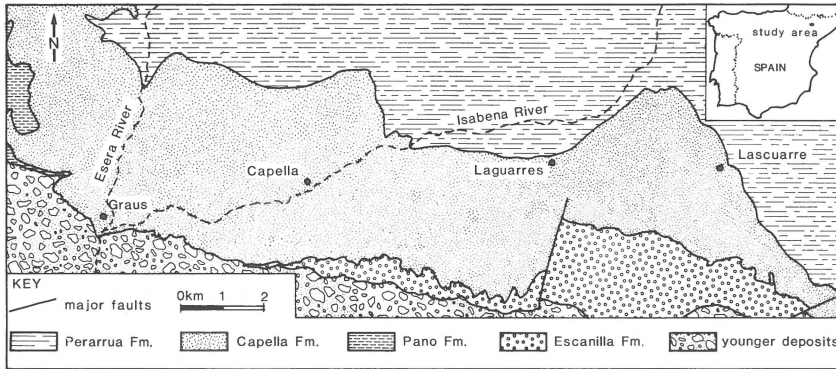 N
study area
SPAIN
Esera River
Isabena River
Capella
Laguarres
Lascuarre
Graus
KEY
major faults
0km 1 2
Perarrua Fm.
Capella Fm.
Pano Fm.
Escanilla Fm.
younger deposits